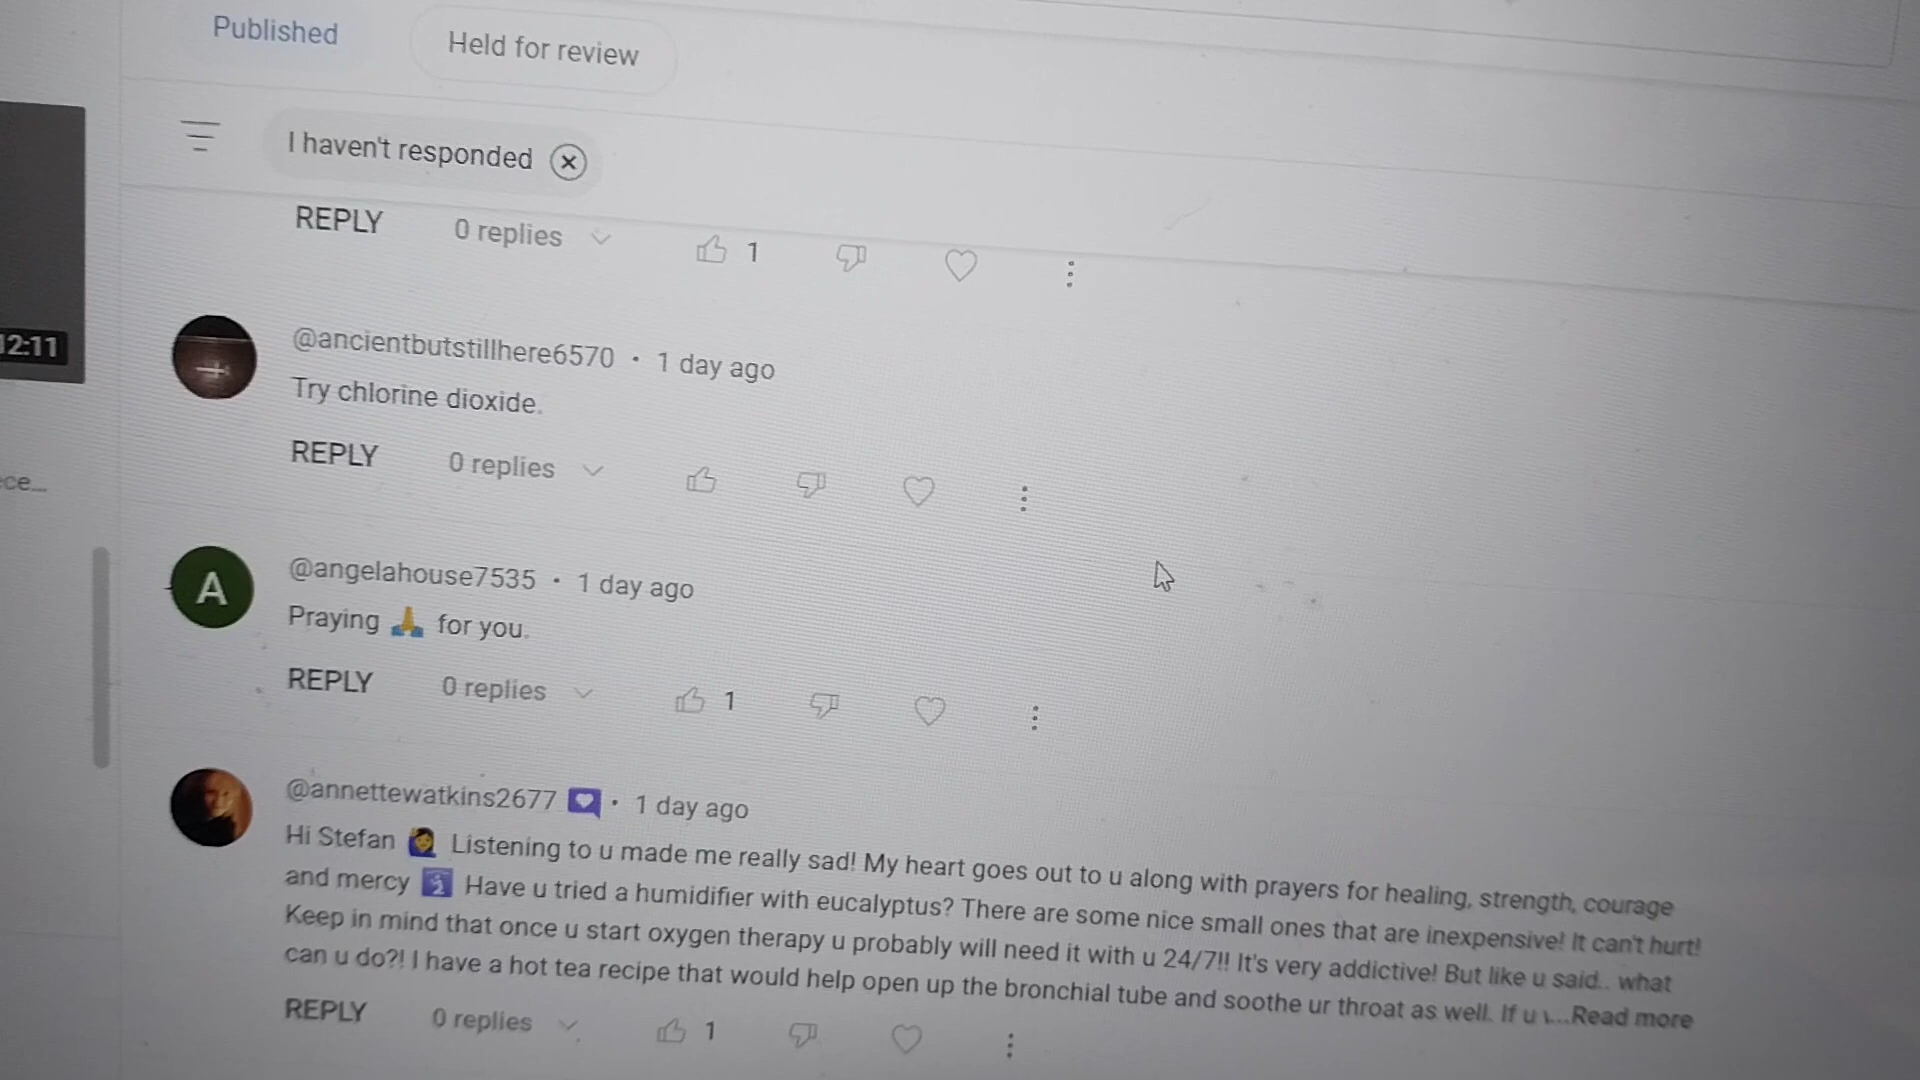 Published
Held for review
I haven't responded
REPLY 0 replies 1
12:11
@ancientbutstillhere6570 • 1 day ago
Try chlorine dioxide.
REPLY 0 replies
A
@angelahouse7535 • 1 day ago
Praying 🙏 for you.
REPLY 0 replies 1
@annettewatkins2677 • 1 day ago
Hi Stefan 🙋 Listening to u made me really sad! My heart goes out to u along with prayers for healing, strength, courage
and mercy 🛐 Have u tried a humidifier with eucalyptus? There are some nice small ones that are inexpensive! It can't hurt!
Keep in mind that once u start oxygen therapy u probably will need it with u 24/7!! It's very addictive! But like u said.. what
can u do?! I have a hot tea recipe that would help open up the bronchial tube and soothe ur throat as well. If u ...Read more
REPLY 0 replies 1